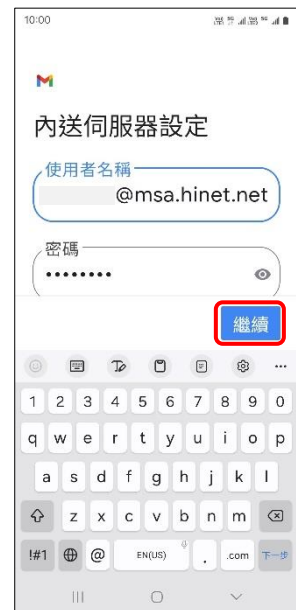 10:00
內送伺服器設定
使用者名稱
@msa.hinet.net
密碼
••••••••
繼續
1 2 3 4 5 6 7 8 9 0
q w e r t y u i o p
a s d f g h j k l
z x c v b n m
!#1 @ EN(US) . .com 下一步